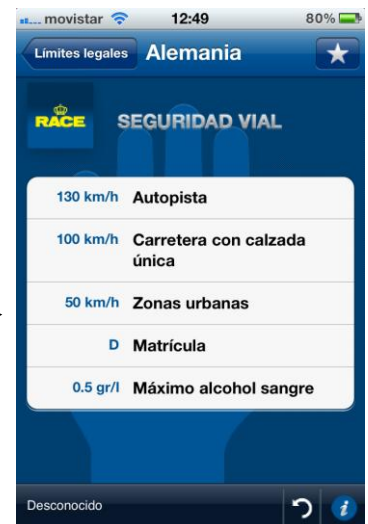 movistar 12:49 80%
Límites legales Alemania
RACE SEGURIDAD VIAL
130 km/h Autopista
100 km/h Carretera con calzada
única
50 km/h Zonas urbanas
D Matrícula
0.5 gr/l Máximo alcohol sangre
Desconocido i